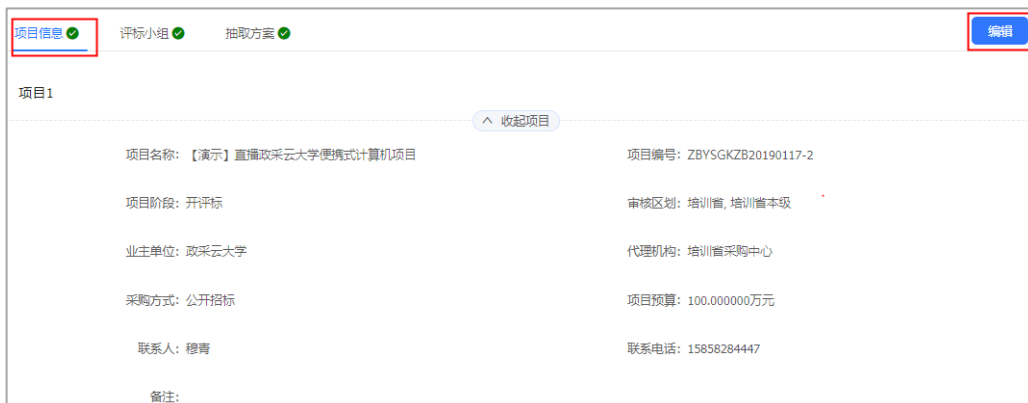 项目信息 评标小组 抽取方案 编辑
项目1
收起项目
项目名称：【演示】直播政采云大学便携式计算机项目 项目编号：ZBYSGKZB20190117-2
项目阶段：开评标 审核区划：培训省, 培训省本级
业主单位：政采云大学 代理机构：培训省采购中心
采购方式：公开招标 项目预算：100.000000万元
联系人：穆青 联系电话：15858284447
备注：